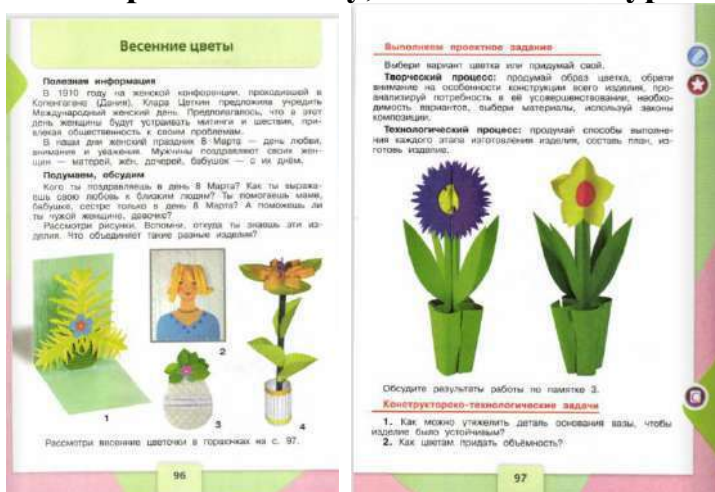 Весенние цветы
Полезная информация
В 1910 году на женской конференции, проходившей в
Копенгагене (Дания), Клара Цеткин предложила учредить
Международный женский день. Предполагалось, что в этот
день женщины будут устраивать митинги и шествия, при-
влекая общественность к своим проблемам.
В наши дни женский праздник 8 Марта — день любви,
внимания и уважения. Мужчины поздравляют своих жен-
щин — матерей, жён, дочерей, бабушек — с их днём.
Подумаем, обсудим
Кого ты поздравляешь в день 8 Марта? Как ты выража-
ешь свою любовь к близким людям? Ты помогаешь маме,
бабушке, сестре только в день 8 Марта? А поможешь ли
ты чужой женщине, девочке?
Рассмотри рисунки. Вспомни, откуда ты знаешь эти из-
делия. Что объединяет такие разные изделия?
1
2
3
4
Рассмотри весенние цветочки в горшочках на с. 97.
96
Выполняем проектное задание
Выбери вариант цветка или придумай свой.
Творческий процесс: продумай образ цветка, обрати
внимание на особенности конструкции всего изделия, про-
анализируй потребность в её усовершенствовании, необхо-
димость вариантов, выбери материалы, используй законы
композиции.
Технологический процесс: продумай способы выполне-
ния каждого этапа изготовления изделия, составь план, из-
готовь изделие.
Обсудите результаты работы по памятке 3.
Конструкторско-технологические задачи
1. Как можно утяжелить деталь основания вазы, чтобы
изделие было устойчивым?
2. Как цветам придать объёмность?
97